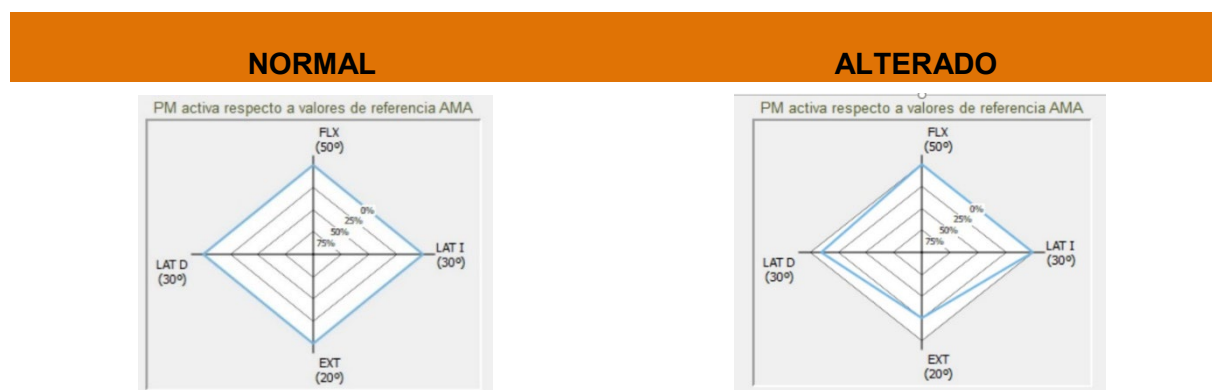 NORMAL
ALTERADO
PM activa respecto a valores de referencia AMA
FLX
(50º)
0%
25%
50%
75%
LAT D
(30º)
LAT I
(30º)
EXT
(20º)
PM activa respecto a valores de referencia AMA
FLX
(50º)
0%
25%
50%
75%
LAT D
(30º)
LAT I
(30º)
EXT
(20º)